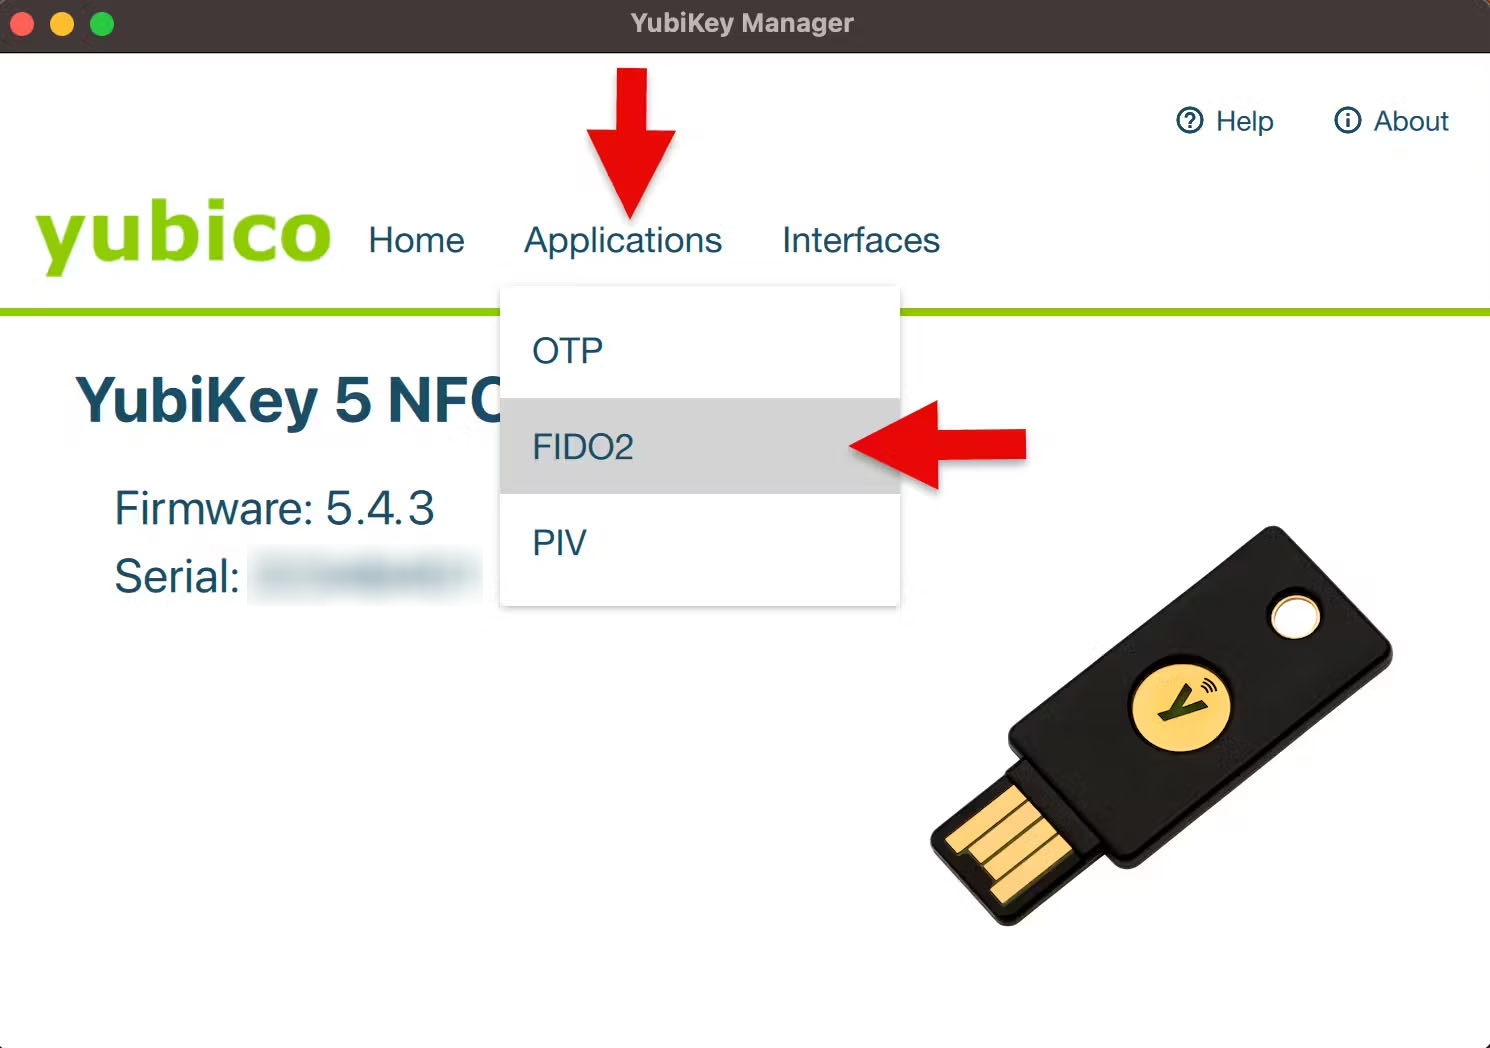 YubiKey Manager
Help
About
yubico
Home
Applications
Interfaces
OTP
YubiKey 5 NFC
FIDO2
Firmware: 5.4.3
PIV
Serial: